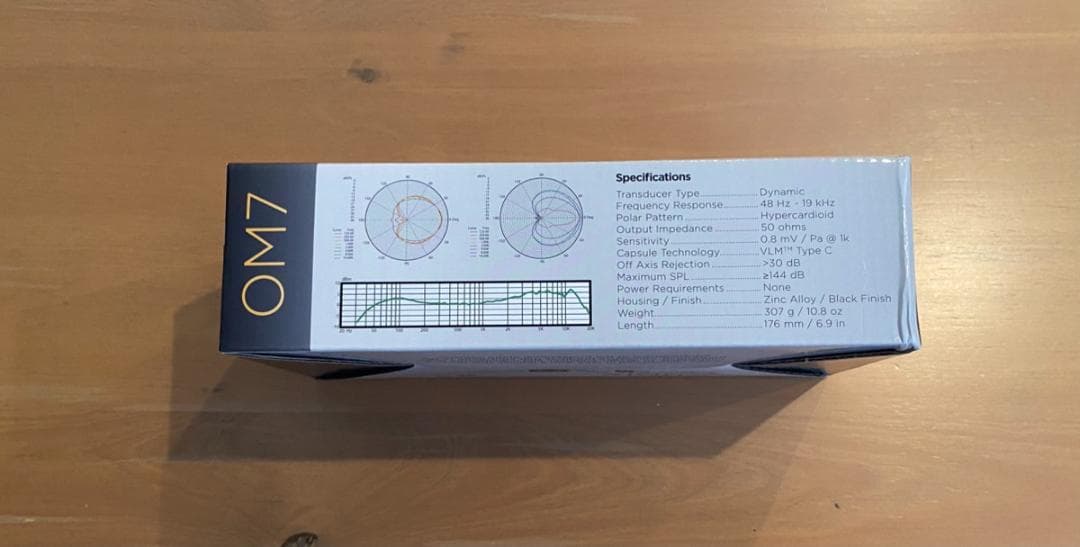 OM7
Specifications
Transducer Type.................. Dynamic
Frequency Response........... 48 Hz - 19 kHz
Polar Pattern........................ Hypercardioid
Output Impedance.............. 50 ohms
Sensitivity............................ 0.8 mV / Pa @ 1k
Capsule Technology............ VLM™ Type C
Off Axis Rejection................ >30 dB
Maximum SPL...................... ≥144 dB
Power Requirements........... None
Housing / Finish.................. Zinc Alloy / Black Finish
Weight................................. 307 g / 10.8 oz
Length................................. 176 mm / 6.9 in